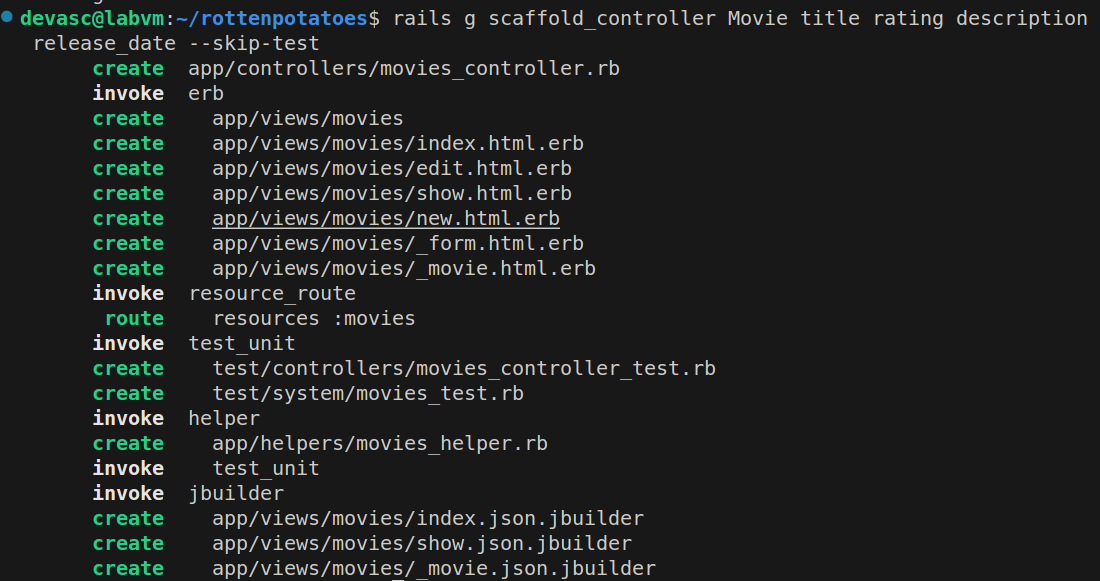 devasc@labvm:~/rottenpotatoes$ rails g scaffold_controller Movie title rating description
release_date --skip-test
create app/controllers/movies_controller.rb
invoke erb
create app/views/movies
create app/views/movies/index.html.erb
create app/views/movies/edit.html.erb
create app/views/movies/show.html.erb
create app/views/movies/new.html.erb
create app/views/movies/_form.html.erb
create app/views/movies/_movie.html.erb
invoke resource_route
route resources :movies
invoke test_unit
create test/controllers/movies_controller_test.rb
create test/system/movies_test.rb
invoke helper
create app/helpers/movies_helper.rb
invoke test_unit
invoke jbuilder
create app/views/movies/index.json.jbuilder
create app/views/movies/show.json.jbuilder
create app/views/movies/_movie.json.jbuilder